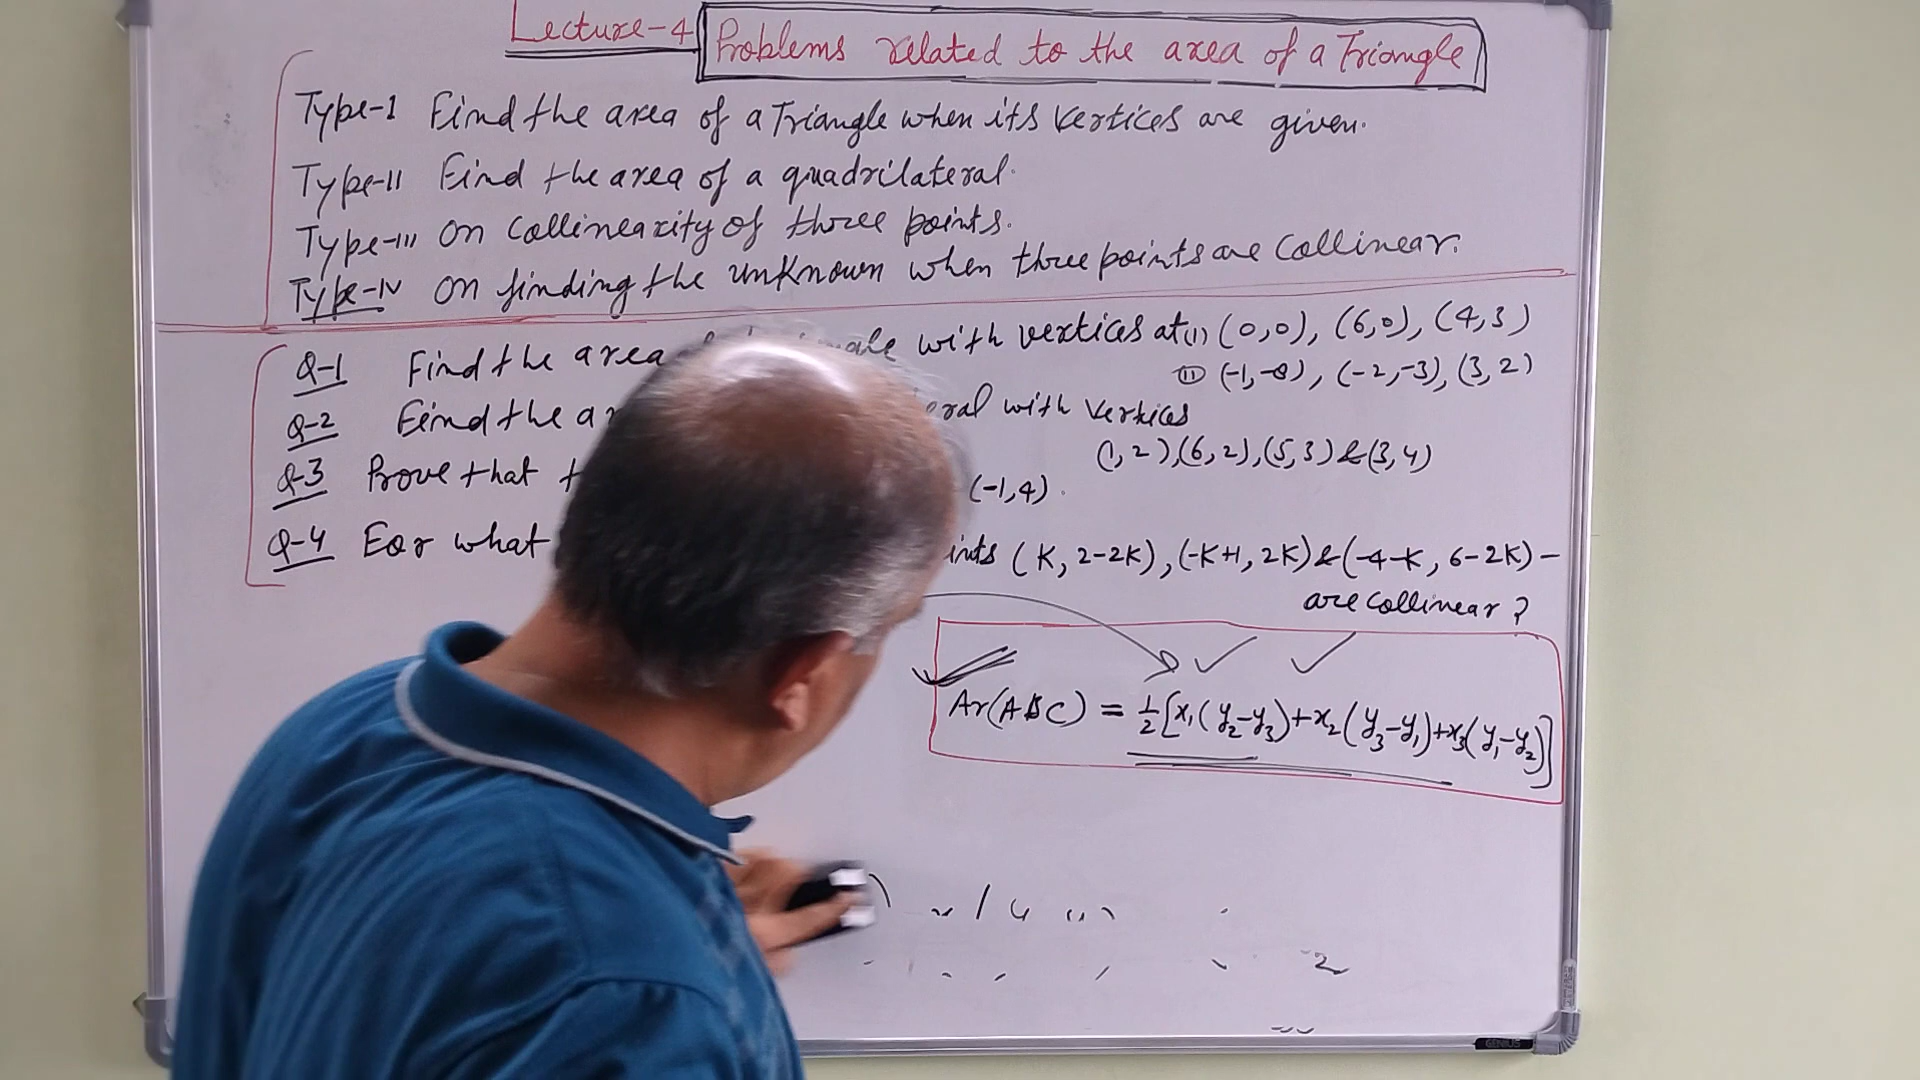 Lecture-4 Problems related to the area of a Triangle
Type-I Find the area of a Triangle when its vertices are given.
Type-II Find the area of a quadrilateral.
Type-III on collinearity of three points.
Type-IV on finding the unknown when three points are Collinear.
Q-1 Find the area with vertices at (i) (0,0), (6,0), (4,3)
(ii) , (-2,-3), (3,2)
Q-2 Find the with vertices
(1,2),(6,2),(5,3)&(3,4)
Q-3 Prove that (-1,4).
Q-4 For what (K, 2-2K), (-K+1, 2K)&(-4-K, 6-2K)-
are collinear?
Ar(ABC) = 1/2[x₁(y₂-y₃)+x₂(y₃-y₁)+x₃(y₁-y₂)]
2
GENIUS